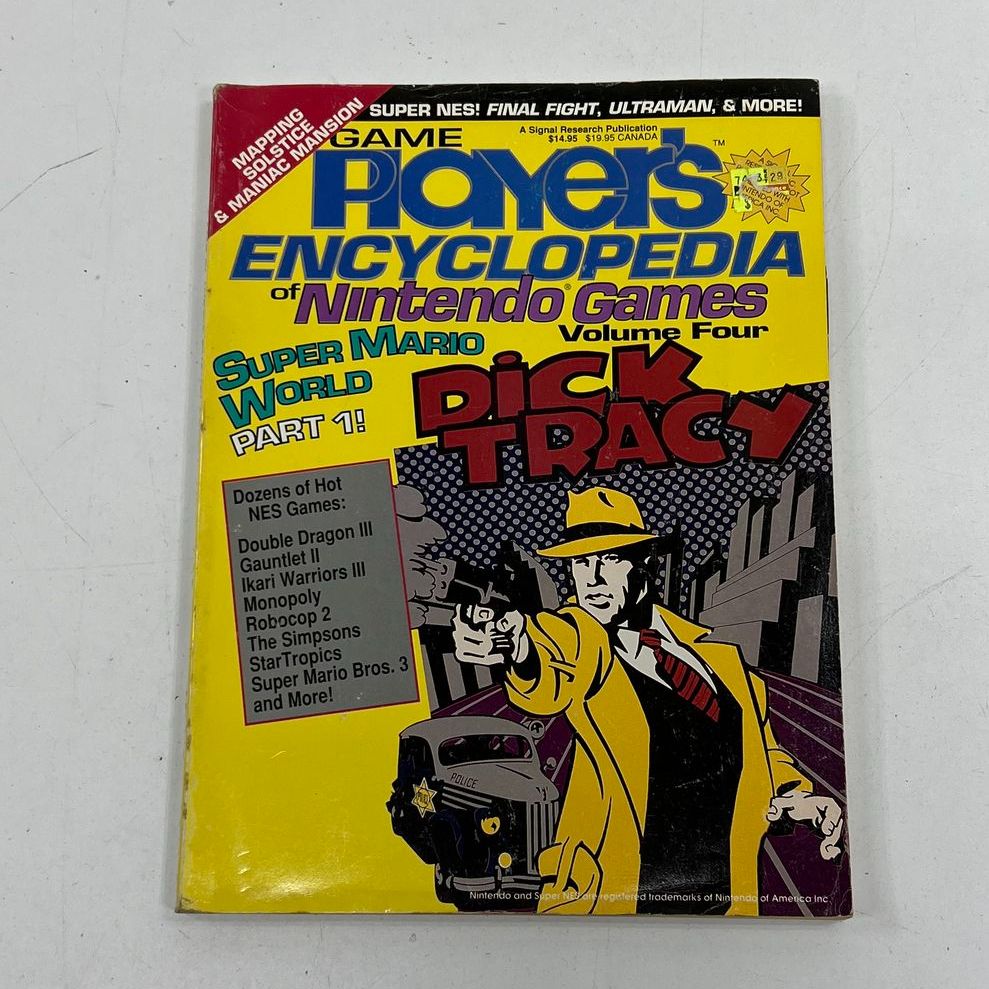 MAPPING
SOLSTICE
& MANIAC MANSION
SUPER NES! FINAL FIGHT, ULTRAMAN, & MORE!
A Signal Research Publication
$14.95 $19.95 CANADA
GAME
Player's™
ENCYCLOPEDIA
of Nintendo® Games
Volume Four
SUPER MARIO
WORLD
PART 1!
DICK
TRACY
Dozens of Hot
NES Games:
Double Dragon III
Gauntlet II
Ikari Warriors III
Monopoly
Robocop 2
The Simpsons
StarTropics
Super Mario Bros. 3
and More!
POLICE
Nintendo and Super NES are registered trademarks of Nintendo of America Inc.